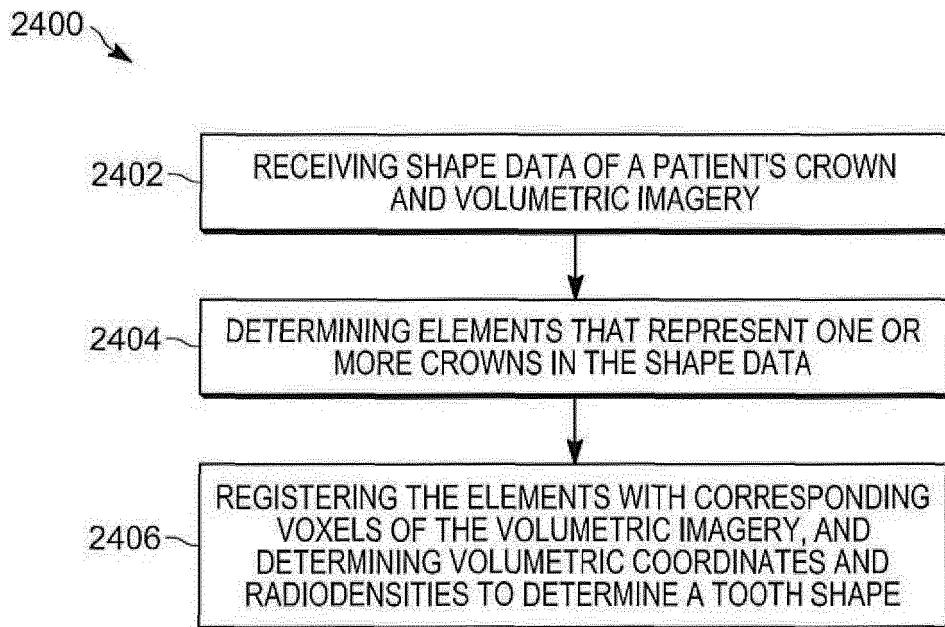 2400
2402
RECEIVING SHAPE DATA OF A PATIENT'S CROWN
AND VOLUMETRIC IMAGERY
2404
DETERMINING ELEMENTS THAT REPRESENT ONE OR
MORE CROWNS IN THE SHAPE DATA
2406
REGISTERING THE ELEMENTS WITH CORRESPONDING
VOXELS OF THE VOLUMETRIC IMAGERY, AND
DETERMINING VOLUMETRIC COORDINATES AND
RADIODENSITIES TO DETERMINE A TOOTH SHAPE